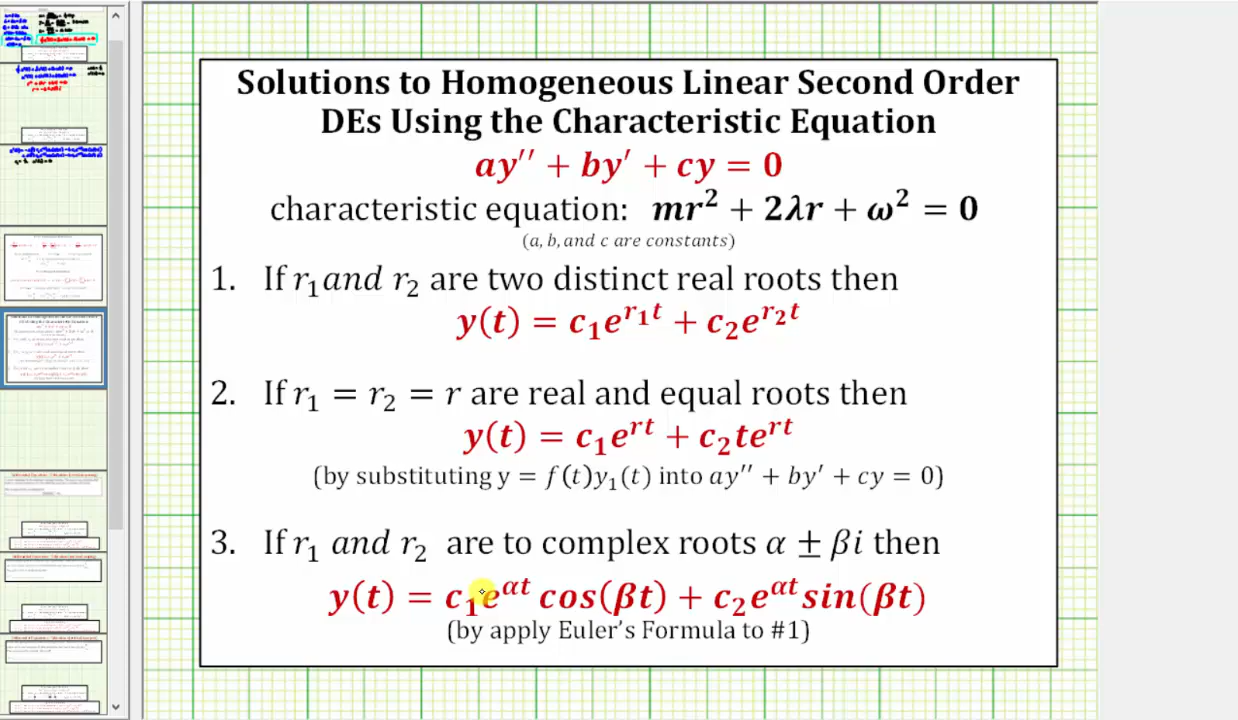 Solutions to Homogeneous Linear Second Order
DEs Using the Characteristic Equation
ay′′ + by′ + cy = 0
characteristic equation: mr² + 2λr + ω² = 0
(a, b, and c are constants)
1. If r₁ and r₂ are two distinct real roots then
y(t) = c₁e^{r₁t} + c₂e^{r₂t}
2. If r₁ = r₂ = r are real and equal roots then
y(t) = c₁e^{rt} + c₂te^{rt}
(by substituting y = f(t)y₁(t) into ay′′ + by′ + cy = 0)
3. If r₁ and r₂ are to complex roots α ± βi then
y(t) = c₁e^{αt} cos(βt) + c₂e^{αt} sin(βt)
(by apply Euler's Formula to #1)